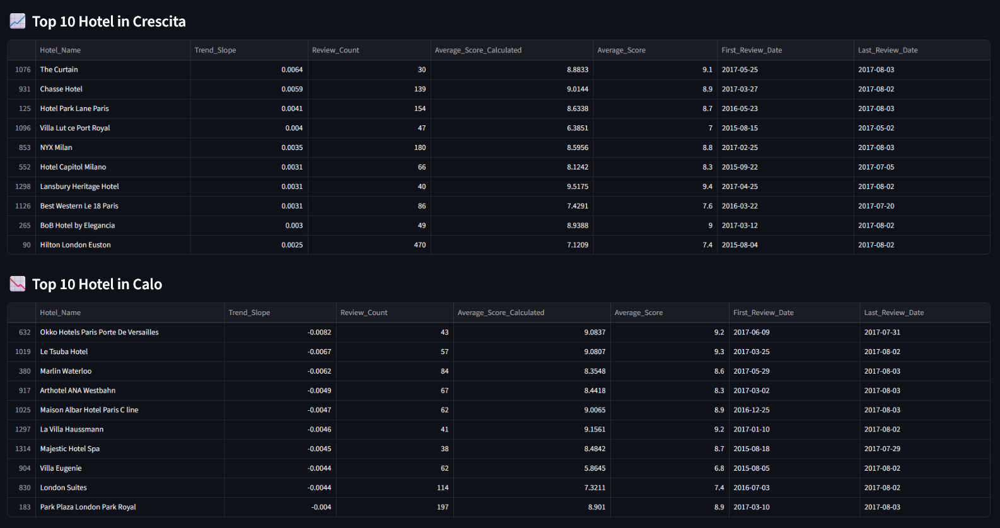 Top 10 Hotel in Crescita
Hotel_Name Trend_Slope Review_Count Average_Score_Calculated Average_Score First_Review_Date Last_Review_Date
1076 The Curtain 0.0064 30 8.8833 9.1 2017-05-25 2017-08-03
931 Chasse Hotel 0.0059 139 9.0144 8.9 2017-03-27 2017-08-02
125 Hotel Park Lane Paris 0.0041 154 8.6338 8.7 2016-05-23 2017-08-03
1096 Villa Lut ce Port Royal 0.004 47 6.3851 7 2015-08-15 2017-05-02
853 NYX Milan 0.0035 180 8.5956 8.8 2017-02-25 2017-08-03
552 Hotel Capitol Milano 0.0031 66 8.1242 8.3 2015-09-22 2017-07-05
1298 Lansbury Heritage Hotel 0.0031 40 9.5175 9.4 2017-04-25 2017-08-02
1126 Best Western Le 18 Paris 0.0031 86 7.4291 7.6 2016-03-22 2017-07-20
265 BoB Hotel by Elegancia 0.003 49 8.9388 9 2017-03-12 2017-08-02
90 Hilton London Euston 0.0025 470 7.1209 7.4 2015-08-04 2017-08-02
Top 10 Hotel in Calo
Hotel_Name Trend_Slope Review_Count Average_Score_Calculated Average_Score First_Review_Date Last_Review_Date
632 Okko Hotels Paris Porte De Versailles -0.0082 43 9.0837 9.2 2017-06-09 2017-07-31
1019 Le Tsuba Hotel -0.0067 57 9.0807 9.3 2017-03-25 2017-08-02
380 Marlin Waterloo -0.0062 84 8.3548 8.6 2017-05-29 2017-08-03
917 Arthotel ANA Westbahn -0.0049 67 8.4418 8.3 2017-03-02 2017-08-03
1025 Maison Albar Hotel Paris C line -0.0047 62 9.0065 8.9 2016-12-25 2017-08-03
1297 La Villa Haussmann -0.0046 41 9.1561 9.2 2017-01-10 2017-08-02
1314 Majestic Hotel Spa -0.0045 38 8.4842 8.7 2015-08-18 2017-07-29
904 Villa Eugenie -0.0044 62 5.8645 6.8 2015-08-05 2017-08-02
830 London Suites -0.0044 114 7.3211 7.4 2016-07-03 2017-08-02
183 Park Plaza London Park Royal -0.004 197 8.901 8.9 2017-03-10 2017-08-03